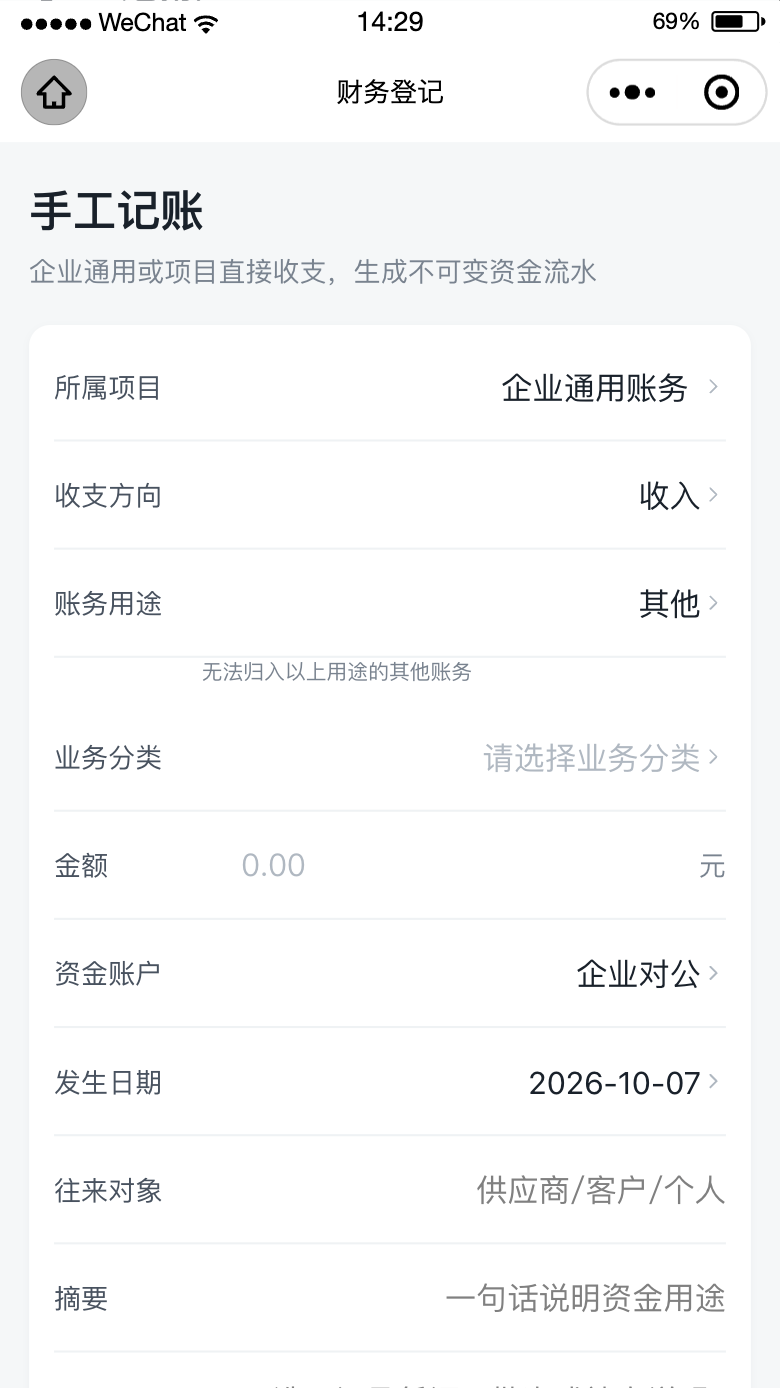 WeChat
14:29
69%
财务登记
手工记账
企业通用或项目直接收支，生成不可变资金流水
所属项目 企业通用账务
收支方向 收入
账务用途 其他
无法归入以上用途的其他账务
业务分类 请选择业务分类
金额 0.00 元
资金账户 企业对公
发生日期 2026-10-07
往来对象 供应商/客户/个人
摘要 一句话说明资金用途